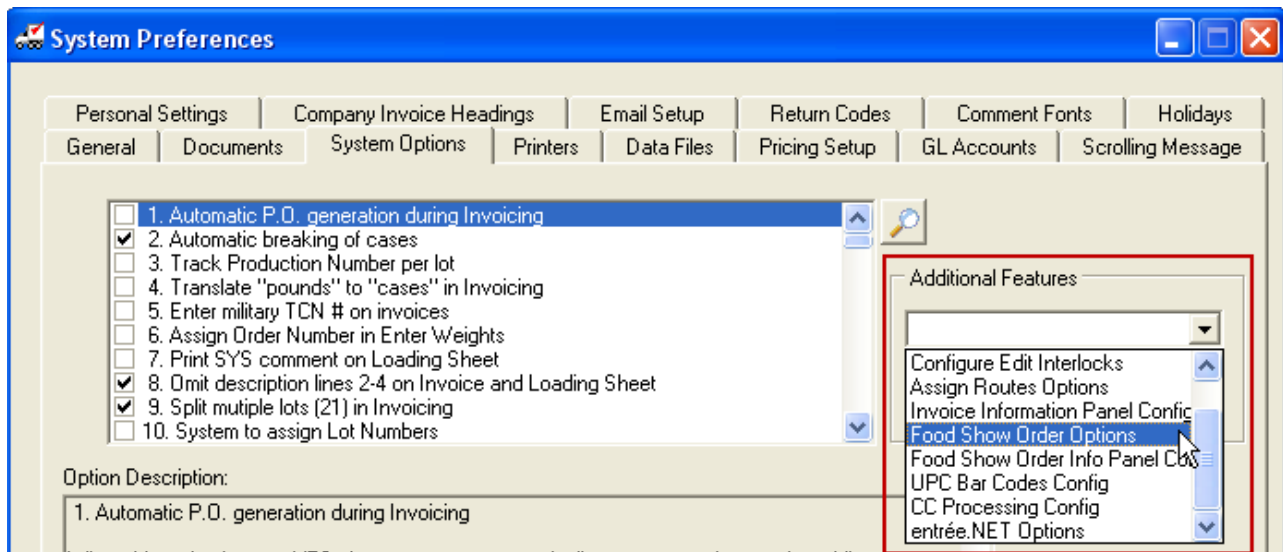 System Preferences
Personal Settings Company Invoice Headings Email Setup Return Codes Comment Fonts Holidays
General Documents System Options Printers Data Files Pricing Setup GL Accounts Scrolling Message
1. Automatic P.O. generation during Invoicing
2. Automatic breaking of cases
3. Track Production Number per lot
4. Translate "pounds" to "cases" in Invoicing
5. Enter military TCN # on invoices
6. Assign Order Number in Enter Weights
7. Print SYS comment on Loading Sheet
8. Omit description lines 2-4 on Invoice and Loading Sheet
9. Split mutiple lots (21) in Invoicing
10. System to assign Lot Numbers
Additional Features
Configure Edit Interlocks
Assign Routes Options
Invoice Information Panel Config
Food Show Order Options
Food Show Order Info Panel
UPC Bar Codes Config
CC Processing Config
entrée.NET Options
Option Description:
1. Automatic P.O. generation during Invoicing